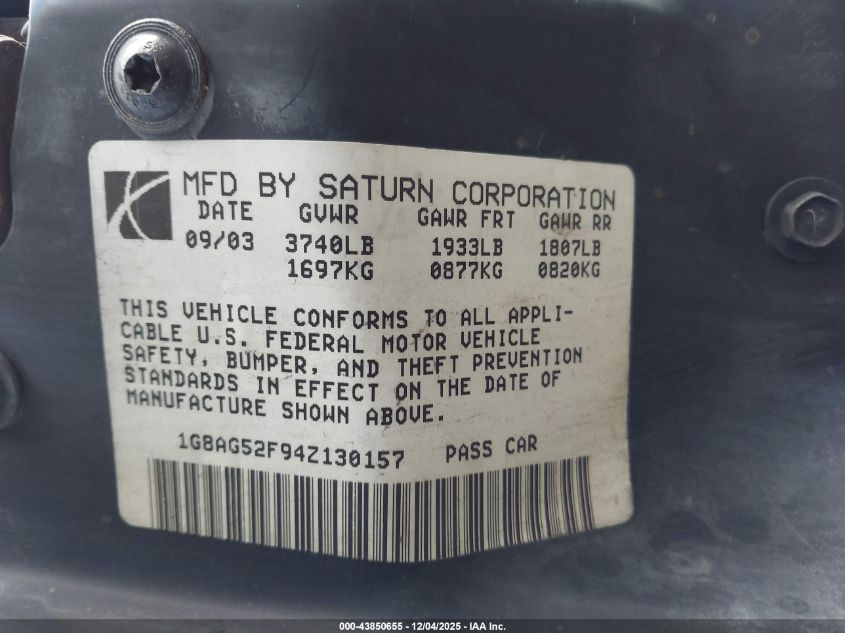 MFD BY SATURN CORPORATION
DATE GVWR GAWR FRT GAWR RR
09/03 3740LB 1933LB 1807LB
1697KG 0877KG 0820KG
THIS VEHICLE CONFORMS TO ALL APPLI-
CABLE U.S. FEDERAL MOTOR VEHICLE
SAFETY, BUMPER, AND THEFT PREVENTION
STANDARDS IN EFFECT ON THE DATE OF
MANUFACTURE SHOWN ABOVE.
1G8AG52F94Z130157 PASS CAR
000-43850655 - 12/04/2025 - IAA Inc.